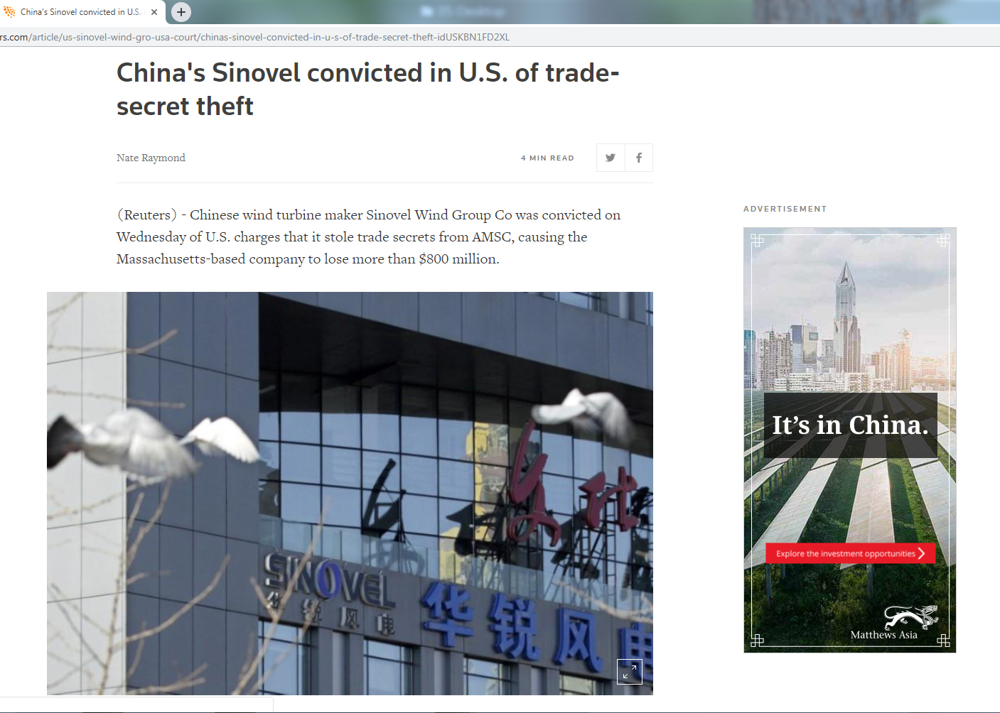 China's Sinovel convicted in U.S.
rs.com/article/us-sinovel-wind-gro-usa-court/chinas-sinovel-convicted-in-u-s-of-trade-secret-theft-idUSKBN1FD2XL
China's Sinovel convicted in U.S. of trade-
secret theft
Nate Raymond
4 MIN READ
(Reuters) - Chinese wind turbine maker Sinovel Wind Group Co was convicted on
Wednesday of U.S. charges that it stole trade secrets from AMSC, causing the
Massachusetts-based company to lose more than $800 million.
SINOVEL
华锐风电
华锐风电
ADVERTISEMENT
It’s in China.
Explore the investment opportunities
Matthews Asia